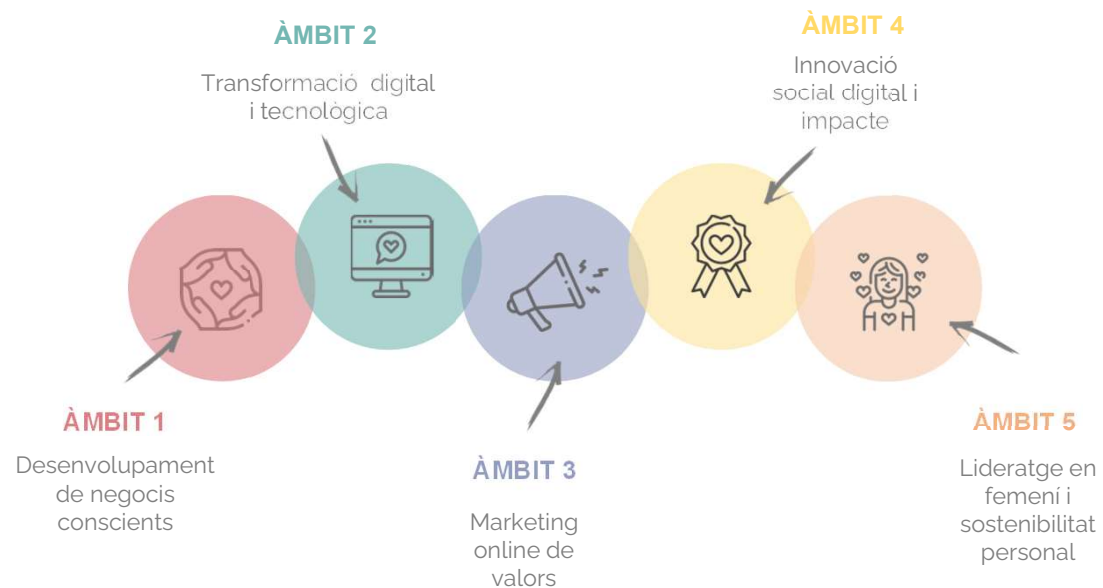 ÀMBIT 1
Desenvolupament
de negocis
conscients
ÀMBIT 2
Transformació digital
i tecnològica
ÀMBIT 3
Marketing
online de
valors
ÀMBIT 4
Innovació
social digital i
impacte
ÀMBIT 5
Lideratge en
femení i
sostenibilitat
personal